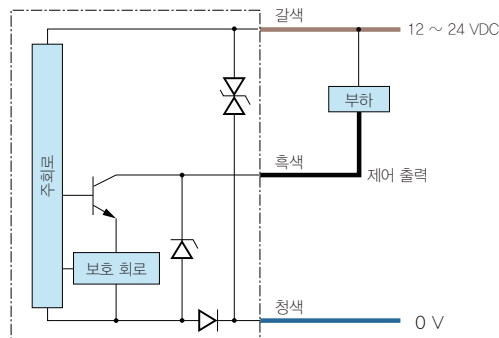 갈색
12 ～ 24 VDC
부하
주회로
흑색
제어 출력
보호 회로
청색
0 V